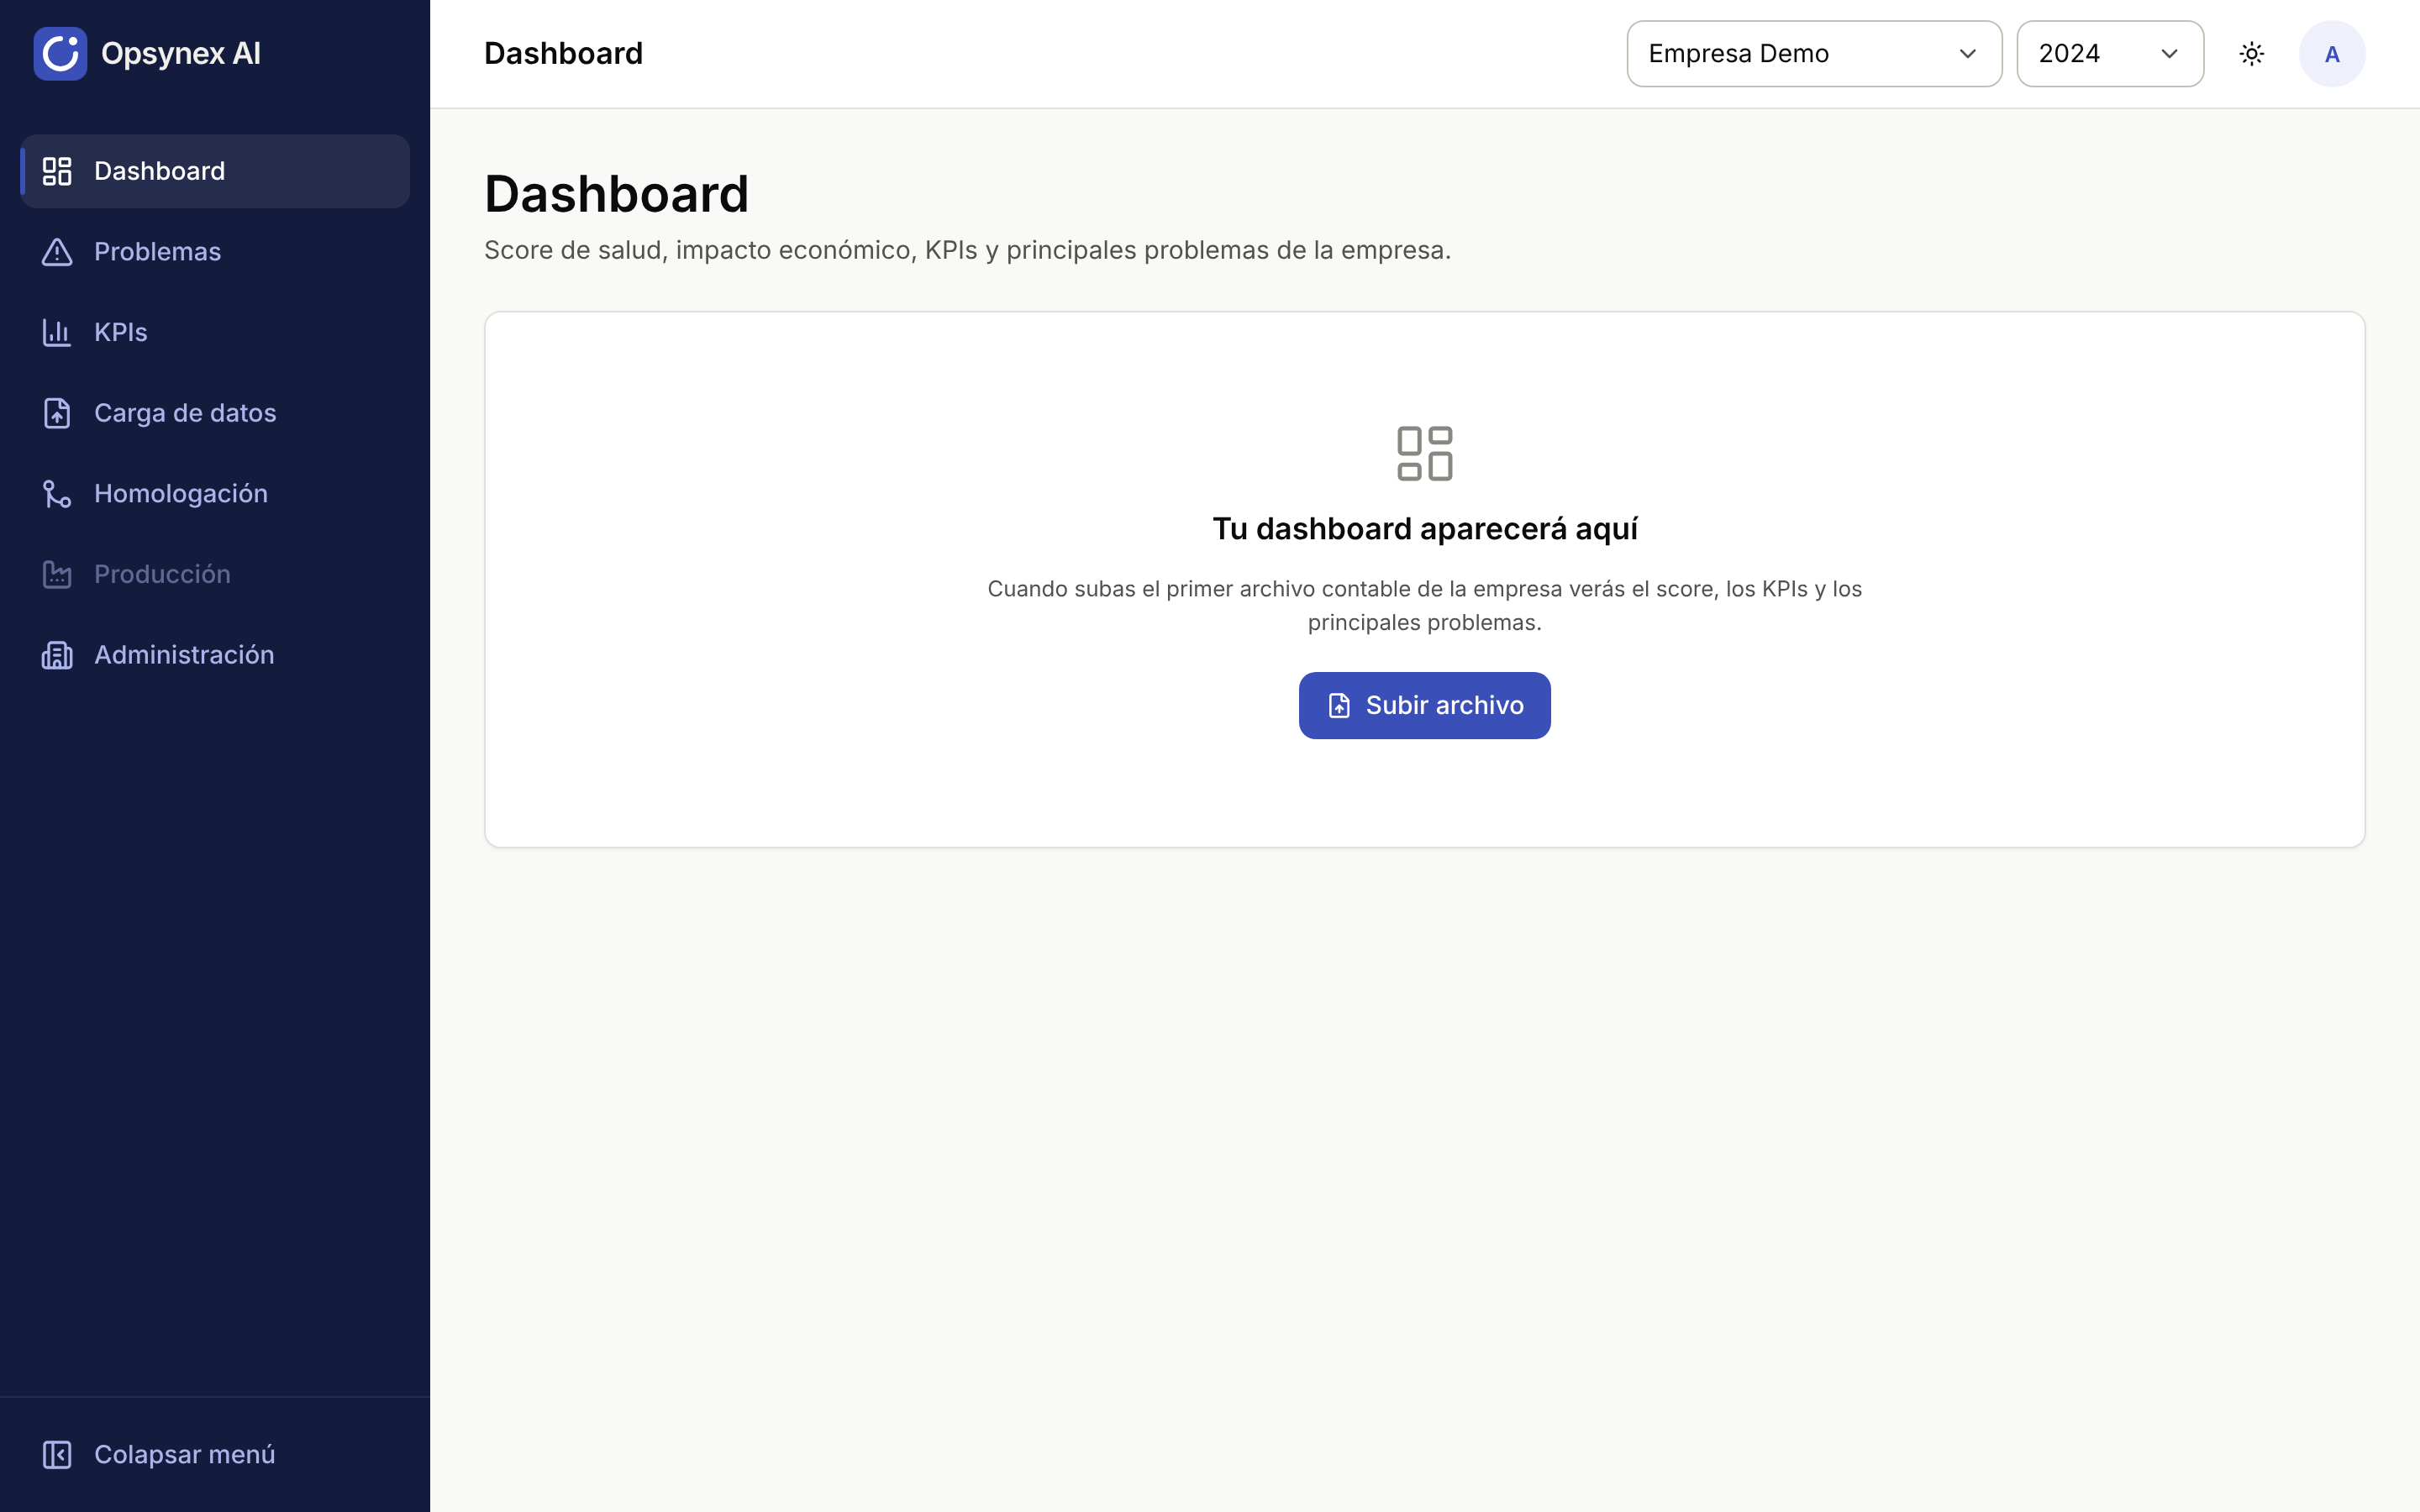 Opsynex AI
Dashboard
Problemas
KPIs
Carga de datos
Homologación
Producción
Administración
Colapsar menú
Dashboard
Empresa Demo
2024
A
Dashboard
Score de salud, impacto económico, KPIs y principales problemas de la empresa.
Tu dashboard aparecerá aquí
Cuando subas el primer archivo contable de la empresa verás el score, los KPIs y los
principales problemas.
Subir archivo